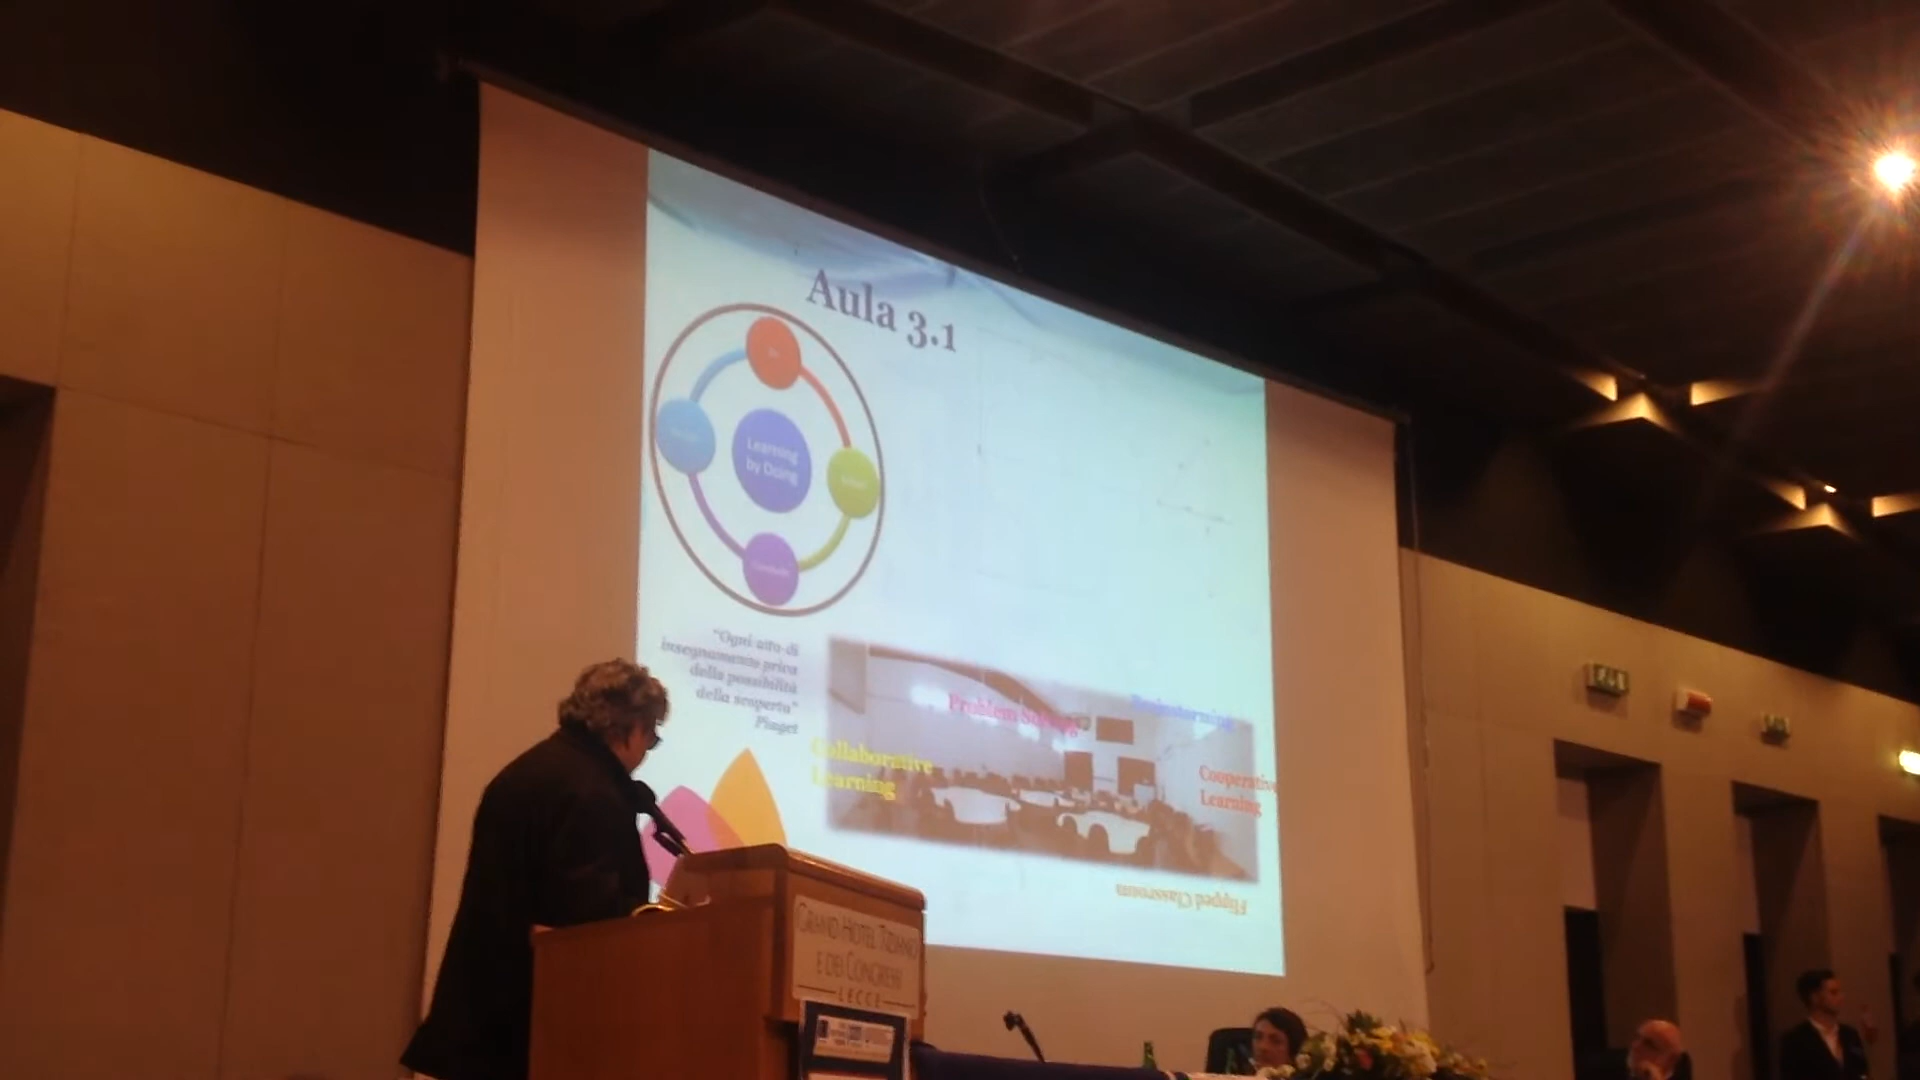 Aula 3.1
Learning
by Doing
"Ogni atto di
insegnamento priva
della possibilità
della scoperta"
Piaget
Problem Solving
Brainstorming
Collaborative
Learning
Cooperative
Learning
Flipped Classroom
GRAND HOTEL TIZIANO
E DEI CONGRESSI
LECCE